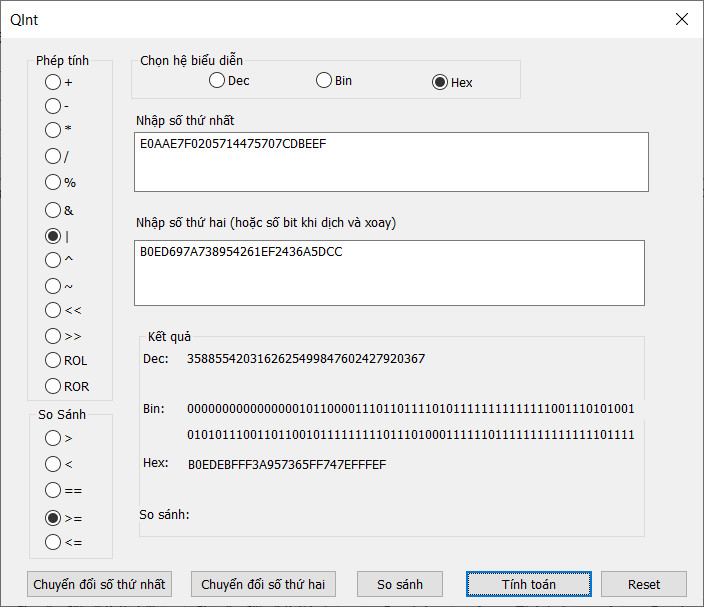 QInt
Phép tính
+
-
*
/
%
&
|
^
~
<<
>>
ROL
ROR
So Sánh
>
<
==
>=
<=
Chọn hệ biểu diễn
Dec Bin Hex
Nhập số thứ nhất
E0AAE7F0205714475707CDBEEF
Nhập số thứ hai (hoặc số bit khi dịch và xoay)
B0ED697A738954261EF2436A5DCC
Kết quả
Dec: 3588554203162625499847602427920367
Bin: 0000000000000000101100001110110111101011111111111111001110101001
0101011100110110010111111111011101000111111011111111111111101111
Hex: B0EDEBFFF3A957365FF747EFFFEF
So sánh:
Chuyển đổi số thứ nhất Chuyển đổi số thứ hai So sánh Tính toán Reset